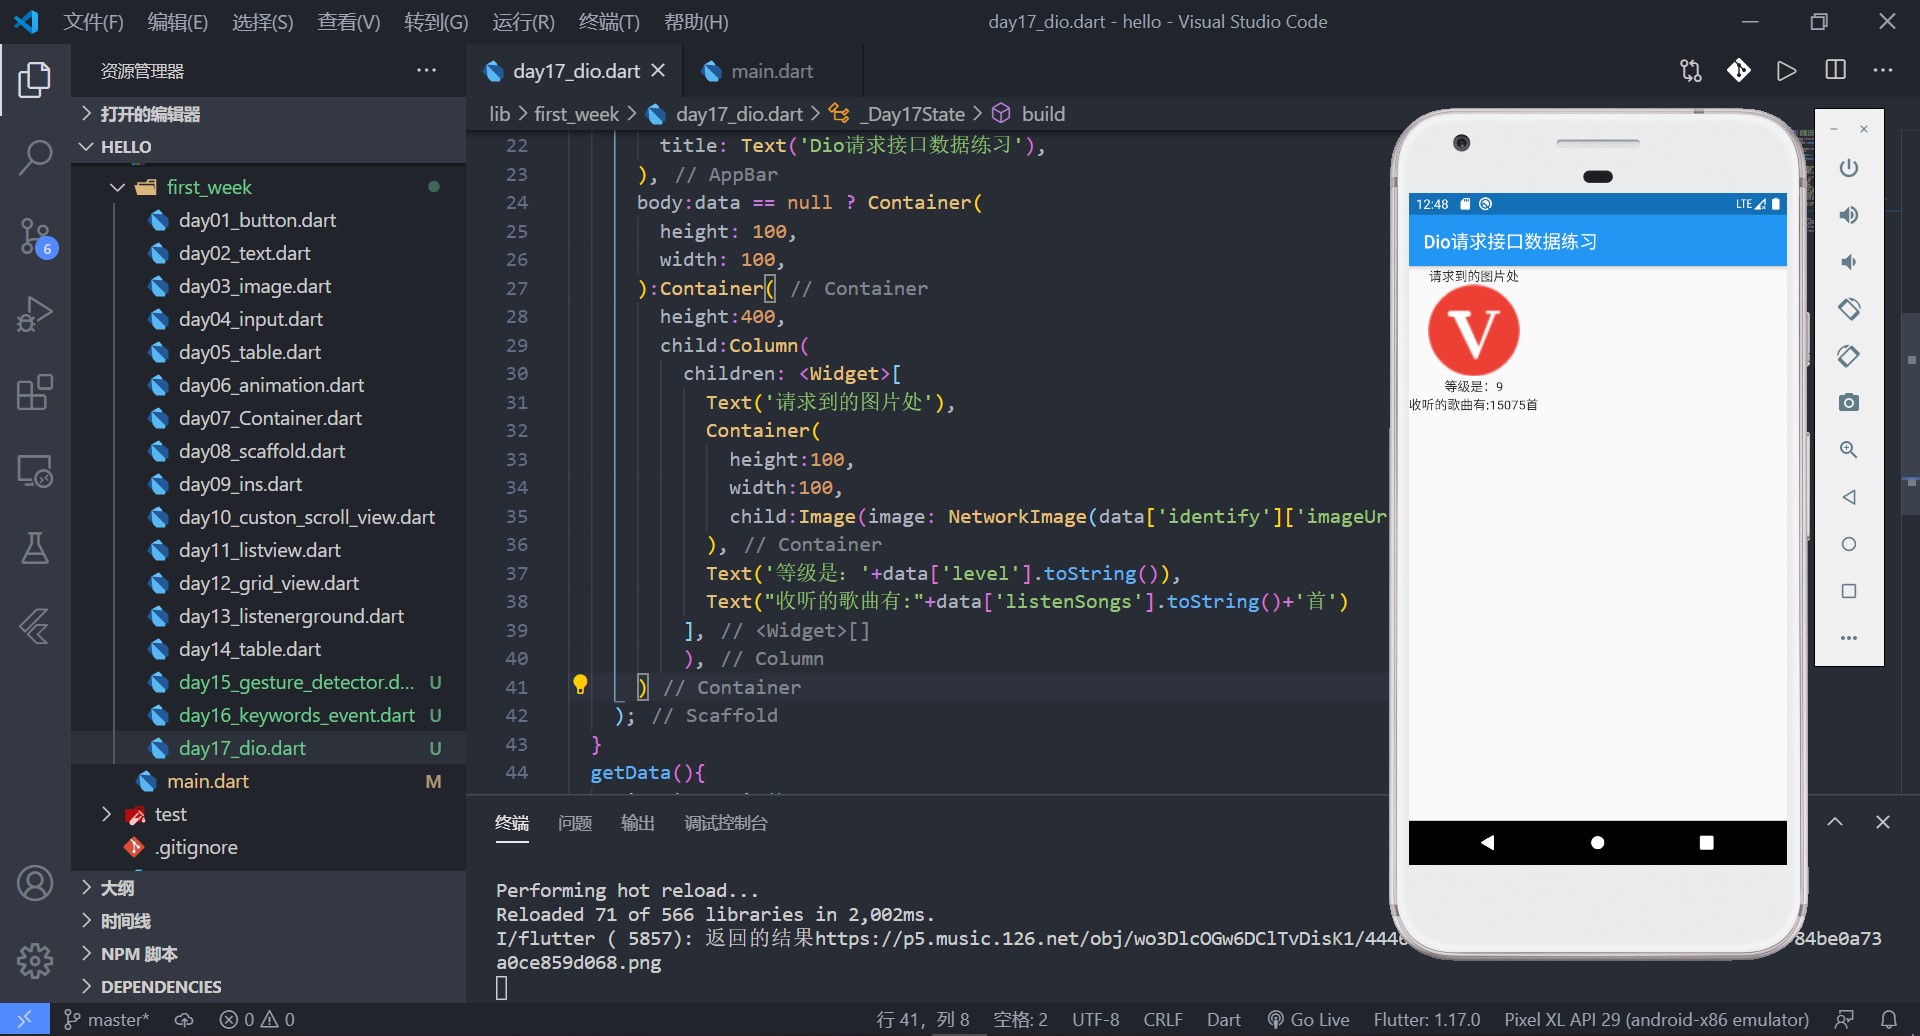 文件(F) 编辑(E) 选择(S) 查看(V) 转到(G) 运行(R) 终端(T) 帮助(H)
day17_dio.dart - hello - Visual Studio Code
资源管理器
day17_dio.dart
main.dart
打开的编辑器
HELLO
first_week
day01_button.dart
day02_text.dart
day03_image.dart
day04_input.dart
day05_table.dart
day06_animation.dart
day07_Container.dart
day08_scaffold.dart
day09_ins.dart
day10_custon_scroll_view.dart
day11_listview.dart
day12_grid_view.dart
day13_listenerground.dart
day14_table.dart
day15_gesture_detector.d... U
day16_keywords_event.dart U
day17_dio.dart U
main.dart M
test
.gitignore
大纲
时间线
NPM 脚本
DEPENDENCIES
6
lib > first_week > day17_dio.dart > _Day17State > build
22 title: Text('Dio请求接口数据练习'),
23 ), // AppBar
24 body:data == null ? Container(
25 height: 100,
26 width: 100,
27 ):Container( // Container
28 height:400,
29 child:Column(
30 children: <Widget>[
31 Text('请求到的图片处'),
32 Container(
33 height:100,
34 width:100,
35 child:Image(image: NetworkImage(data['identify']['imageUr
36 ), // Container
37 Text('等级是：'+data['level'].toString()),
38 Text("收听的歌曲有:"+data['listenSongs'].toString()+'首')
39 ], // <Widget>[]
40 ), // Column
41 ) // Container
42 ); // Scaffold
43 }
44 getData(){
终端 问题 输出 调试控制台
Performing hot reload...
Reloaded 71 of 566 libraries in 2,002ms.
I/flutter ( 5857): 返回的结果https://p5.music.126.net/obj/wo3DlcOGw6DClTvDisK1/444 84be0a73
a0ce859d068.png
12:48 LTE
Dio请求接口数据练习
请求到的图片处
V
等级是：9
收听的歌曲有:15075首
master* 0 0
行 41，列 8 空格: 2 UTF-8 CRLF Dart Go Live Flutter: 1.17.0 Pixel XL API 29 (android-x86 emulator)